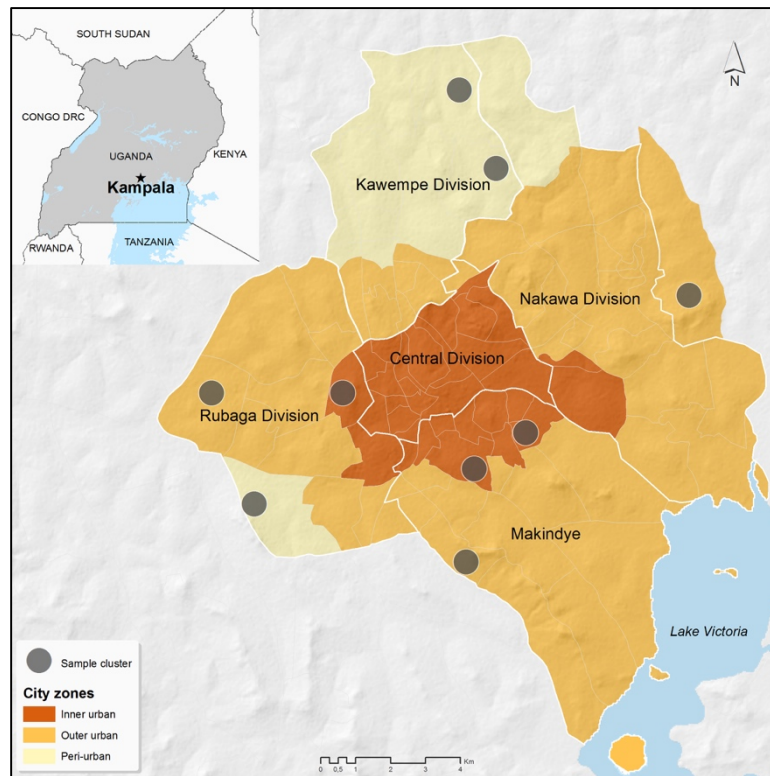 SOUTH SUDAN
CONGO DRC
UGANDA
KENYA
Kampala
RWANDA
TANZANIA
N
Kawempe Division
Nakawa Division
Central Division
Rubaga Division
Makindye
Lake Victoria
Sample cluster
City zones
Inner urban
Outer urban
Peri-urban
0 0,5 1 2 3 4 Km